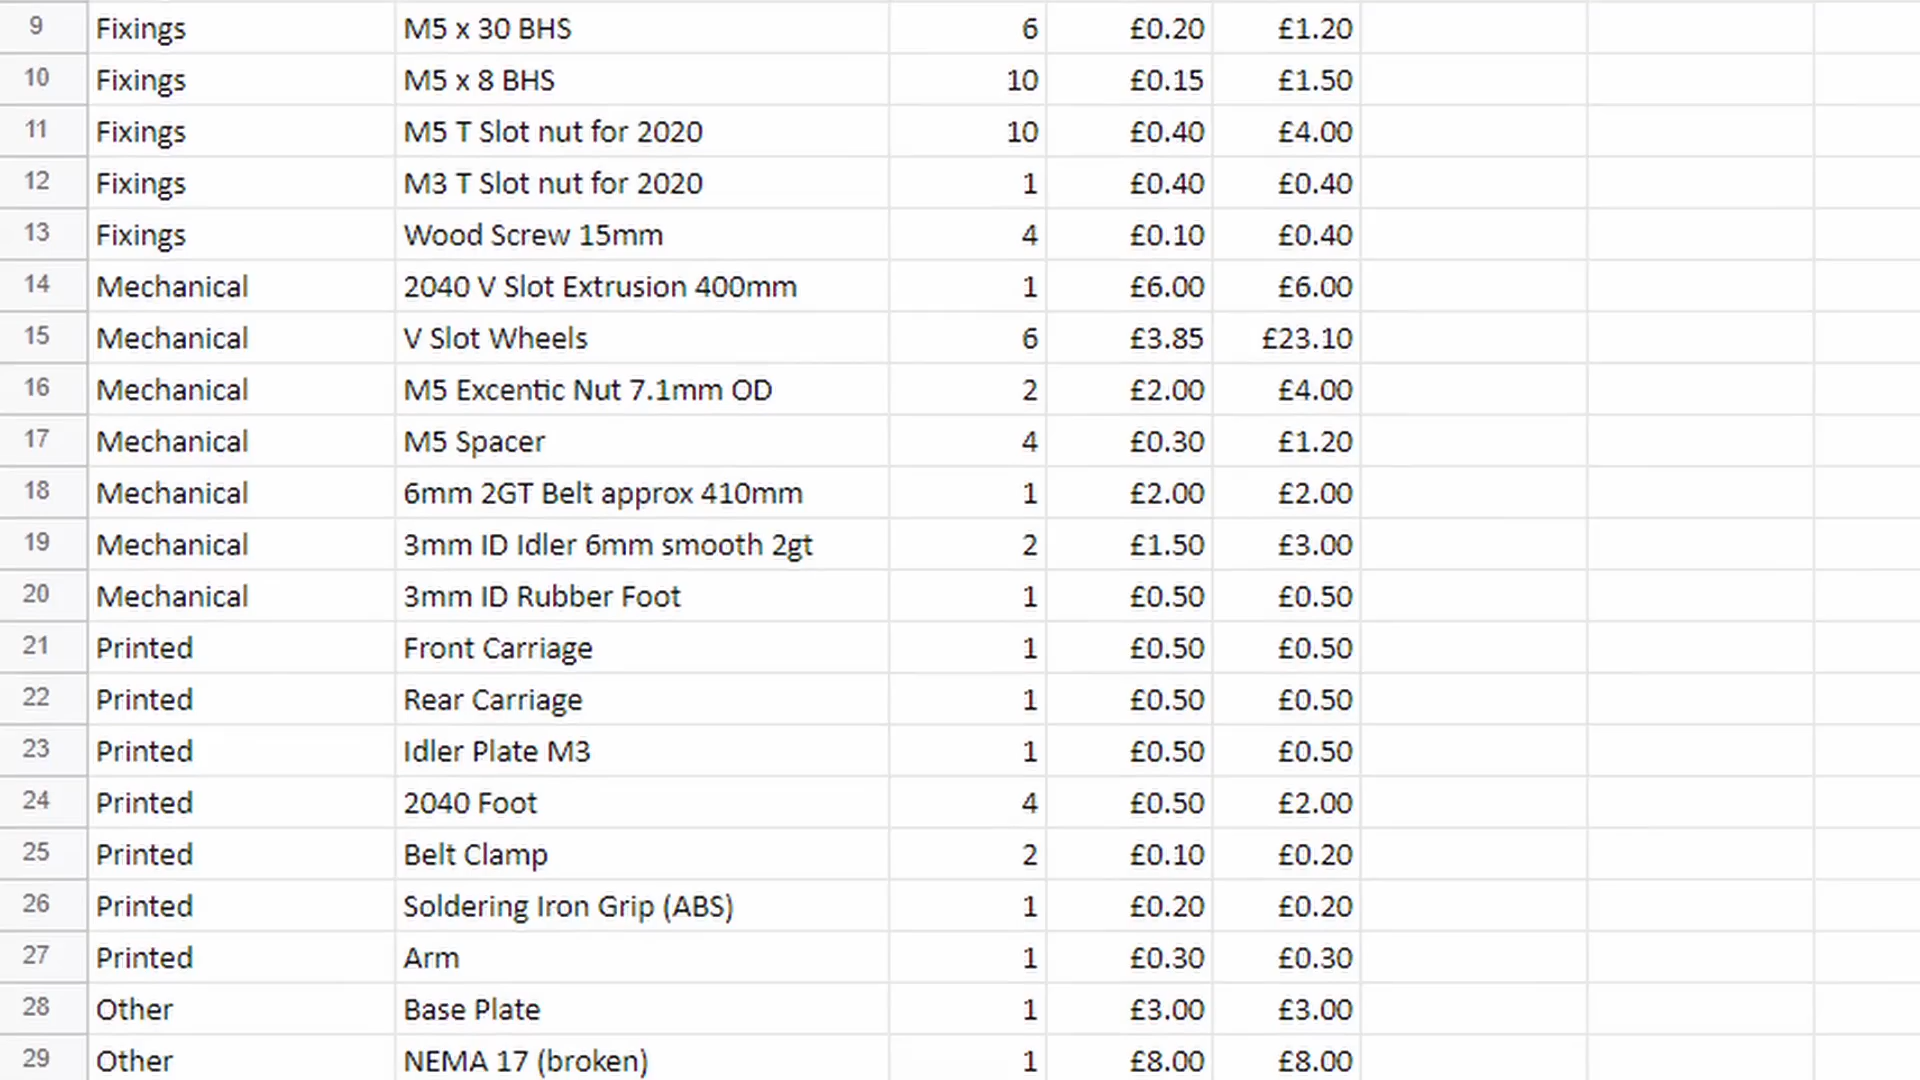 9 Fixings M5 x 30 BHS 6 £0.20 £1.20
10 Fixings M5 x 8 BHS 10 £0.15 £1.50
11 Fixings M5 T Slot nut for 2020 10 £0.40 £4.00
12 Fixings M3 T Slot nut for 2020 1 £0.40 £0.40
13 Fixings Wood Screw 15mm 4 £0.10 £0.40
14 Mechanical 2040 V Slot Extrusion 400mm 1 £6.00 £6.00
15 Mechanical V Slot Wheels 6 £3.85 £23.10
16 Mechanical M5 Excentic Nut 7.1mm OD 2 £2.00 £4.00
17 Mechanical M5 Spacer 4 £0.30 £1.20
18 Mechanical 6mm 2GT Belt approx 410mm 1 £2.00 £2.00
19 Mechanical 3mm ID Idler 6mm smooth 2gt 2 £1.50 £3.00
20 Mechanical 3mm ID Rubber Foot 1 £0.50 £0.50
21 Printed Front Carriage 1 £0.50 £0.50
22 Printed Rear Carriage 1 £0.50 £0.50
23 Printed Idler Plate M3 1 £0.50 £0.50
24 Printed 2040 Foot 4 £0.50 £2.00
25 Printed Belt Clamp 2 £0.10 £0.20
26 Printed Soldering Iron Grip (ABS) 1 £0.20 £0.20
27 Printed Arm 1 £0.30 £0.30
28 Other Base Plate 1 £3.00 £3.00
29 Other NEMA 17 (broken) 1 £8.00 £8.00